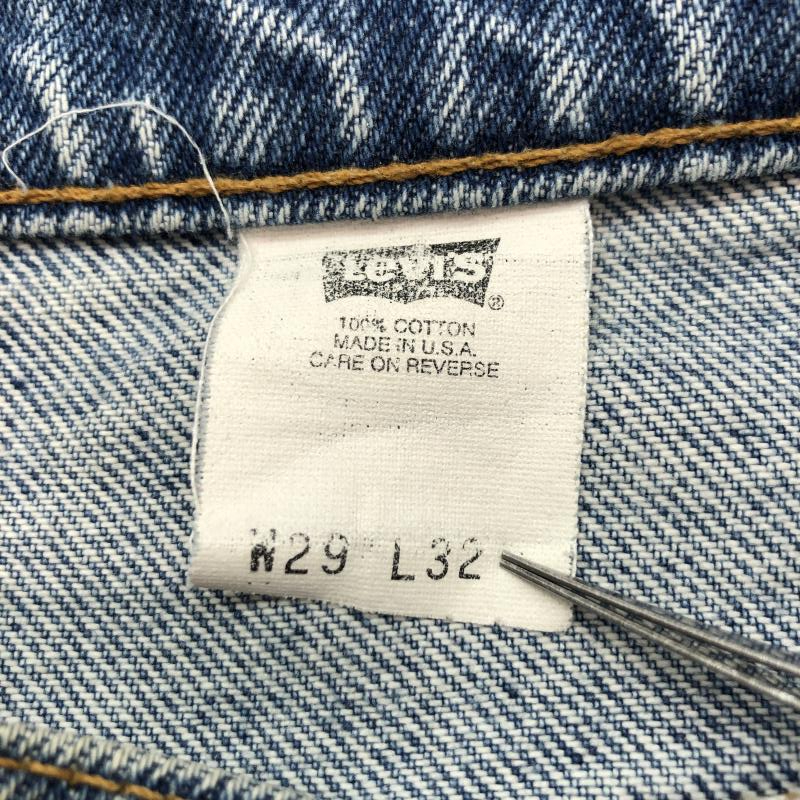 Levi's
®
100% COTTON
MADE IN U.S.A.
CARE ON REVERSE
W29 L32